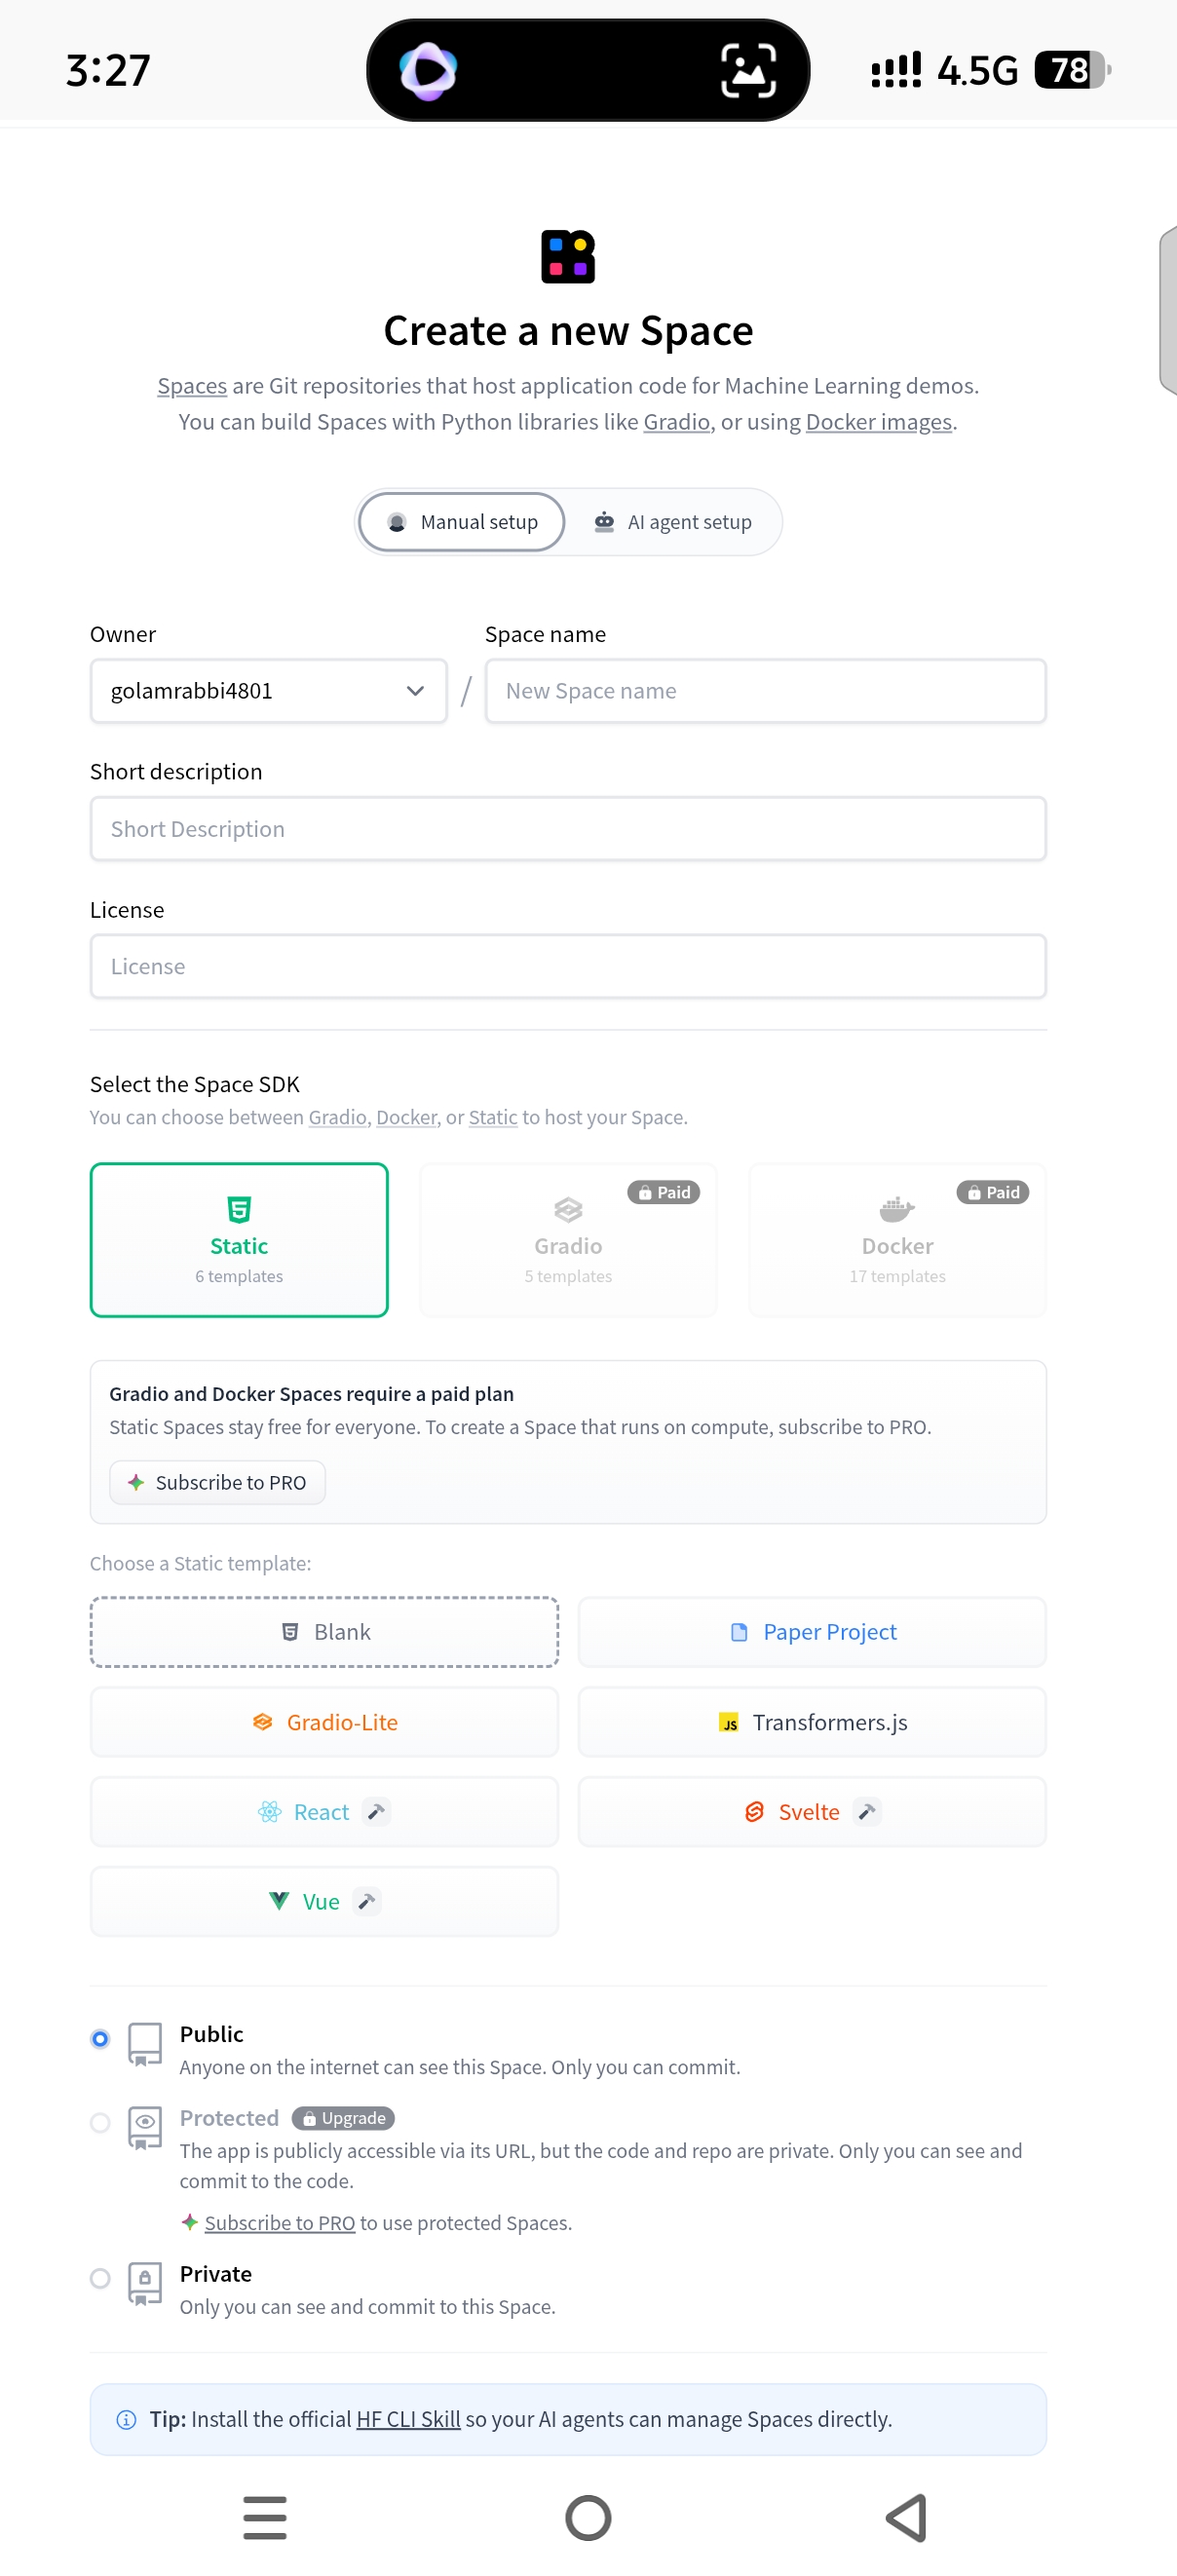 3:27
4.5G
78
Create a new Space
Spaces are Git repositories that host application code for Machine Learning demos.
You can build Spaces with Python libraries like Gradio, or using Docker images.
Manual setup
AI agent setup
Owner
Space name
golamrabbi4801
/
New Space name
Short description
Short Description
License
License
Select the Space SDK
You can choose between Gradio, Docker, or Static to host your Space.
Static
6 templates
Paid
Gradio
5 templates
Paid
Docker
17 templates
Gradio and Docker Spaces require a paid plan
Static Spaces stay free for everyone. To create a Space that runs on compute, subscribe to PRO.
Subscribe to PRO
Choose a Static template:
Blank
Paper Project
Gradio-Lite
JS Transformers.js
React
Svelte
Vue
Public
Anyone on the internet can see this Space. Only you can commit.
Protected Upgrade
The app is publicly accessible via its URL, but the code and repo are private. Only you can see and
commit to the code.
Subscribe to PRO to use protected Spaces.
Private
Only you can see and commit to this Space.
Tip: Install the official HF CLI Skill so your AI agents can manage Spaces directly.